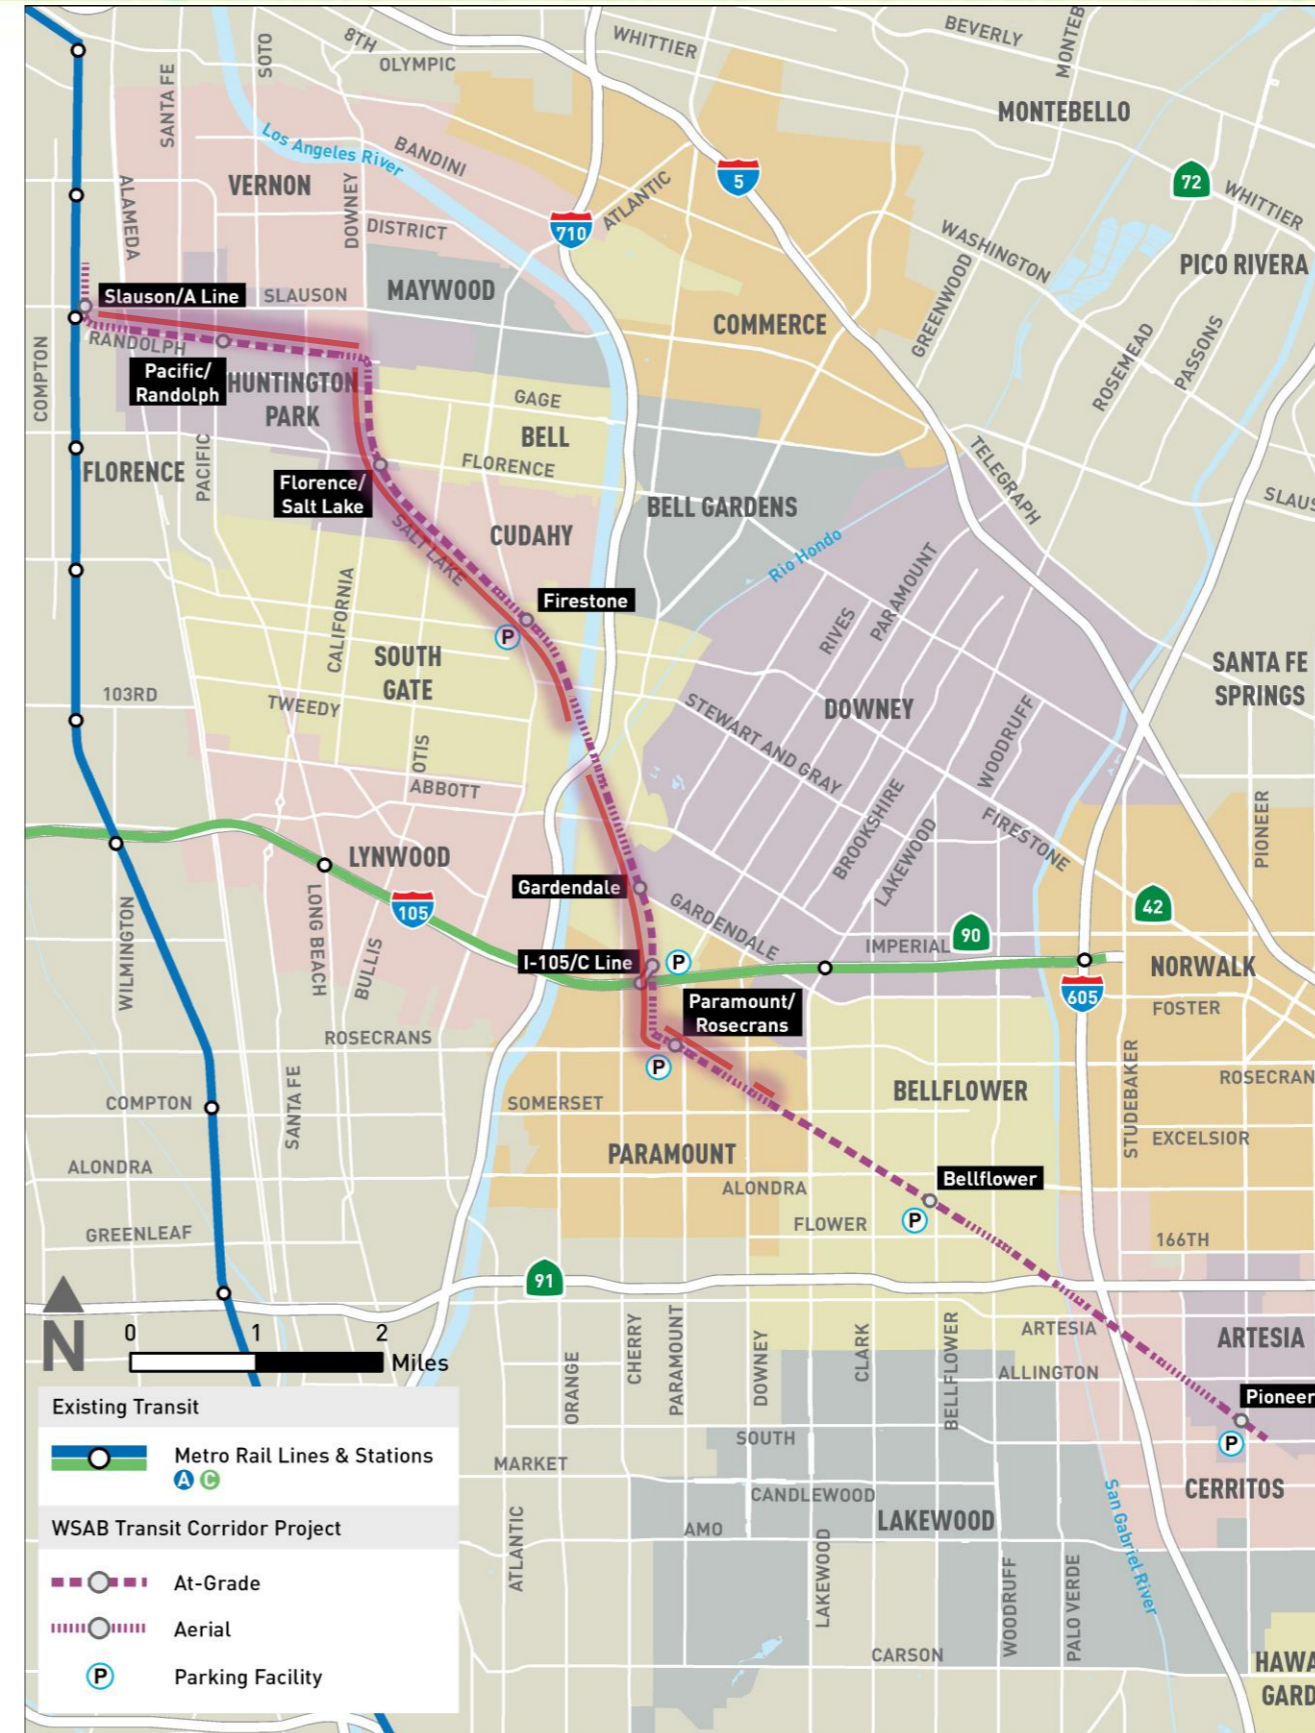 WHITTIER
BEVERLY
MONTEB
8TH
OLYMPIC
SOTO
SANTA FE
MONTEBELLO
Los Angeles River
BANDINI
VERNON
ALAMEDA
DOWNEY
DISTRICT
710
ATLANTIC
5
72
WHITTIER
WASHINGTON
PICO RIVERA
Slauson/A Line
SLAUSON
MAYWOOD
COMMERCE
GREENWOOD
RANDOLPH
COMPTON
Pacific/
Randolph
HUNTINGTON
PARK
ROSEMEAD
PASSONS
GAGE
BELL
FLORENCE
FLORENCE
PACIFIC
TELEGRAPH
SLAUS
Florence/
Salt Lake
BELL GARDENS
CUDAHY
SALT LAKE
Rio Hondo
Firestone
P
CALIFORNIA
RIVES
PARAMOUNT
SOUTH
GATE
SANTA FE
SPRINGS
103RD
TWEEDY
DOWNEY
STEWART AND GRAY
WOODRUFF
OTIS
ABBOTT
BROOKSHIRE
LAKEWOOD
FIRESTONE
PIONEER
LYNWOOD
Gardendale
GARDENDALE
105
LONG BEACH
BULLIS
WILMINGTON
IMPERIAL
90
42
I-105/C Line
P
NORWALK
605
FOSTER
Paramount/
Rosecrans
ROSECRANS
P
STUDEBAKER
ROSECRAN
BELLFLOWER
COMPTON
SANTA FE
SOMERSET
EXCELSIOR
PARAMOUNT
ALONDRA
ALONDRA
Bellflower
P
FLOWER
GREENLEAF
166TH
91
N
0 1 2
Miles
CHERRY
PARAMOUNT
DOWNEY
CLARK
BELLFLOWER
ARTESIA
ARTESIA
ORANGE
ALLINGTON
Pioneer
P
SOUTH
MARKET
CANDLEWOOD
CERRITOS
LAKEWOOD
AMO
ATLANTIC
LAKEWOOD
WOODRUFF
PALO VERDE
San Gabriel River
CARSON
HAWA
GARD
Existing Transit
Metro Rail Lines & Stations
A C
WSAB Transit Corridor Project
At-Grade
Aerial
P Parking Facility